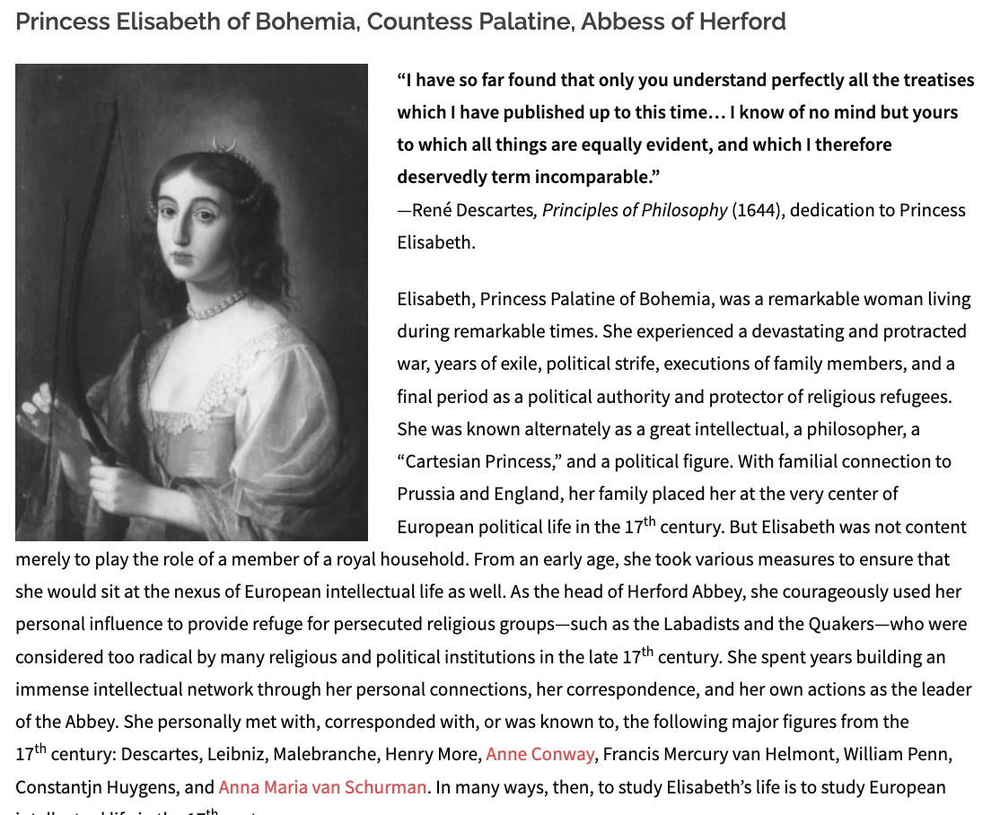 Princess Elisabeth of Bohemia, Countess Palatine, Abbess of Herford
“I have so far found that only you understand perfectly all the treatises
which I have published up to this time… I know of no mind but yours
to which all things are equally evident, and which I therefore
deservedly term incomparable.”
—René Descartes, Principles of Philosophy (1644), dedication to Princess
Elisabeth.
Elisabeth, Princess Palatine of Bohemia, was a remarkable woman living
during remarkable times. She experienced a devastating and protracted
war, years of exile, political strife, executions of family members, and a
final period as a political authority and protector of religious refugees.
She was known alternately as a great intellectual, a philosopher, a
“Cartesian Princess,” and a political figure. With familial connection to
Prussia and England, her family placed her at the very center of
European political life in the 17th century. But Elisabeth was not content
merely to play the role of a member of a royal household. From an early age, she took various measures to ensure that
she would sit at the nexus of European intellectual life as well. As the head of Herford Abbey, she courageously used her
personal influence to provide refuge for persecuted religious groups—such as the Labadists and the Quakers—who were
considered too radical by many religious and political institutions in the late 17th century. She spent years building an
immense intellectual network through her personal connections, her correspondence, and her own actions as the leader
of the Abbey. She personally met with, corresponded with, or was known to, the following major figures from the
17th century: Descartes, Leibniz, Malebranche, Henry More, Anne Conway, Francis Mercury van Helmont, William Penn,
Constantjn Huygens, and Anna Maria van Schurman. In many ways, then, to study Elisabeth’s life is to study European